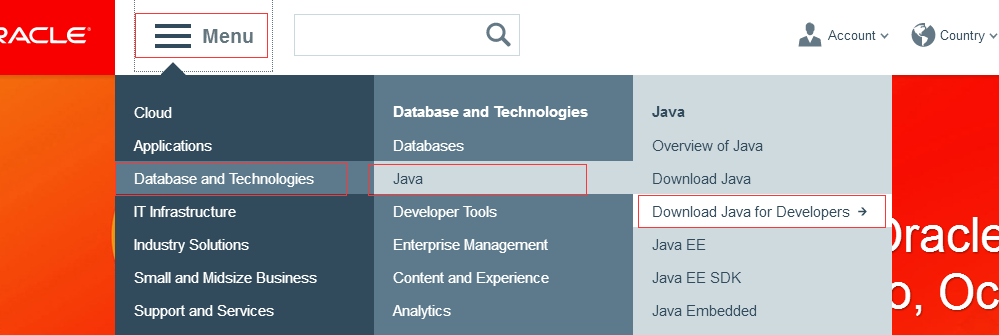 RACLE®
Menu
Account
Country
Cloud
Applications
Database and Technologies
IT Infrastructure
Industry Solutions
Small and Midsize Business
Support and Services
Database and Technologies
Databases
Java
Developer Tools
Enterprise Management
Content and Experience
Analytics
Java
Overview of Java
Download Java
Download Java for Developers →
Java EE
Java EE SDK
Java Embedded
Oracle
o, Oc